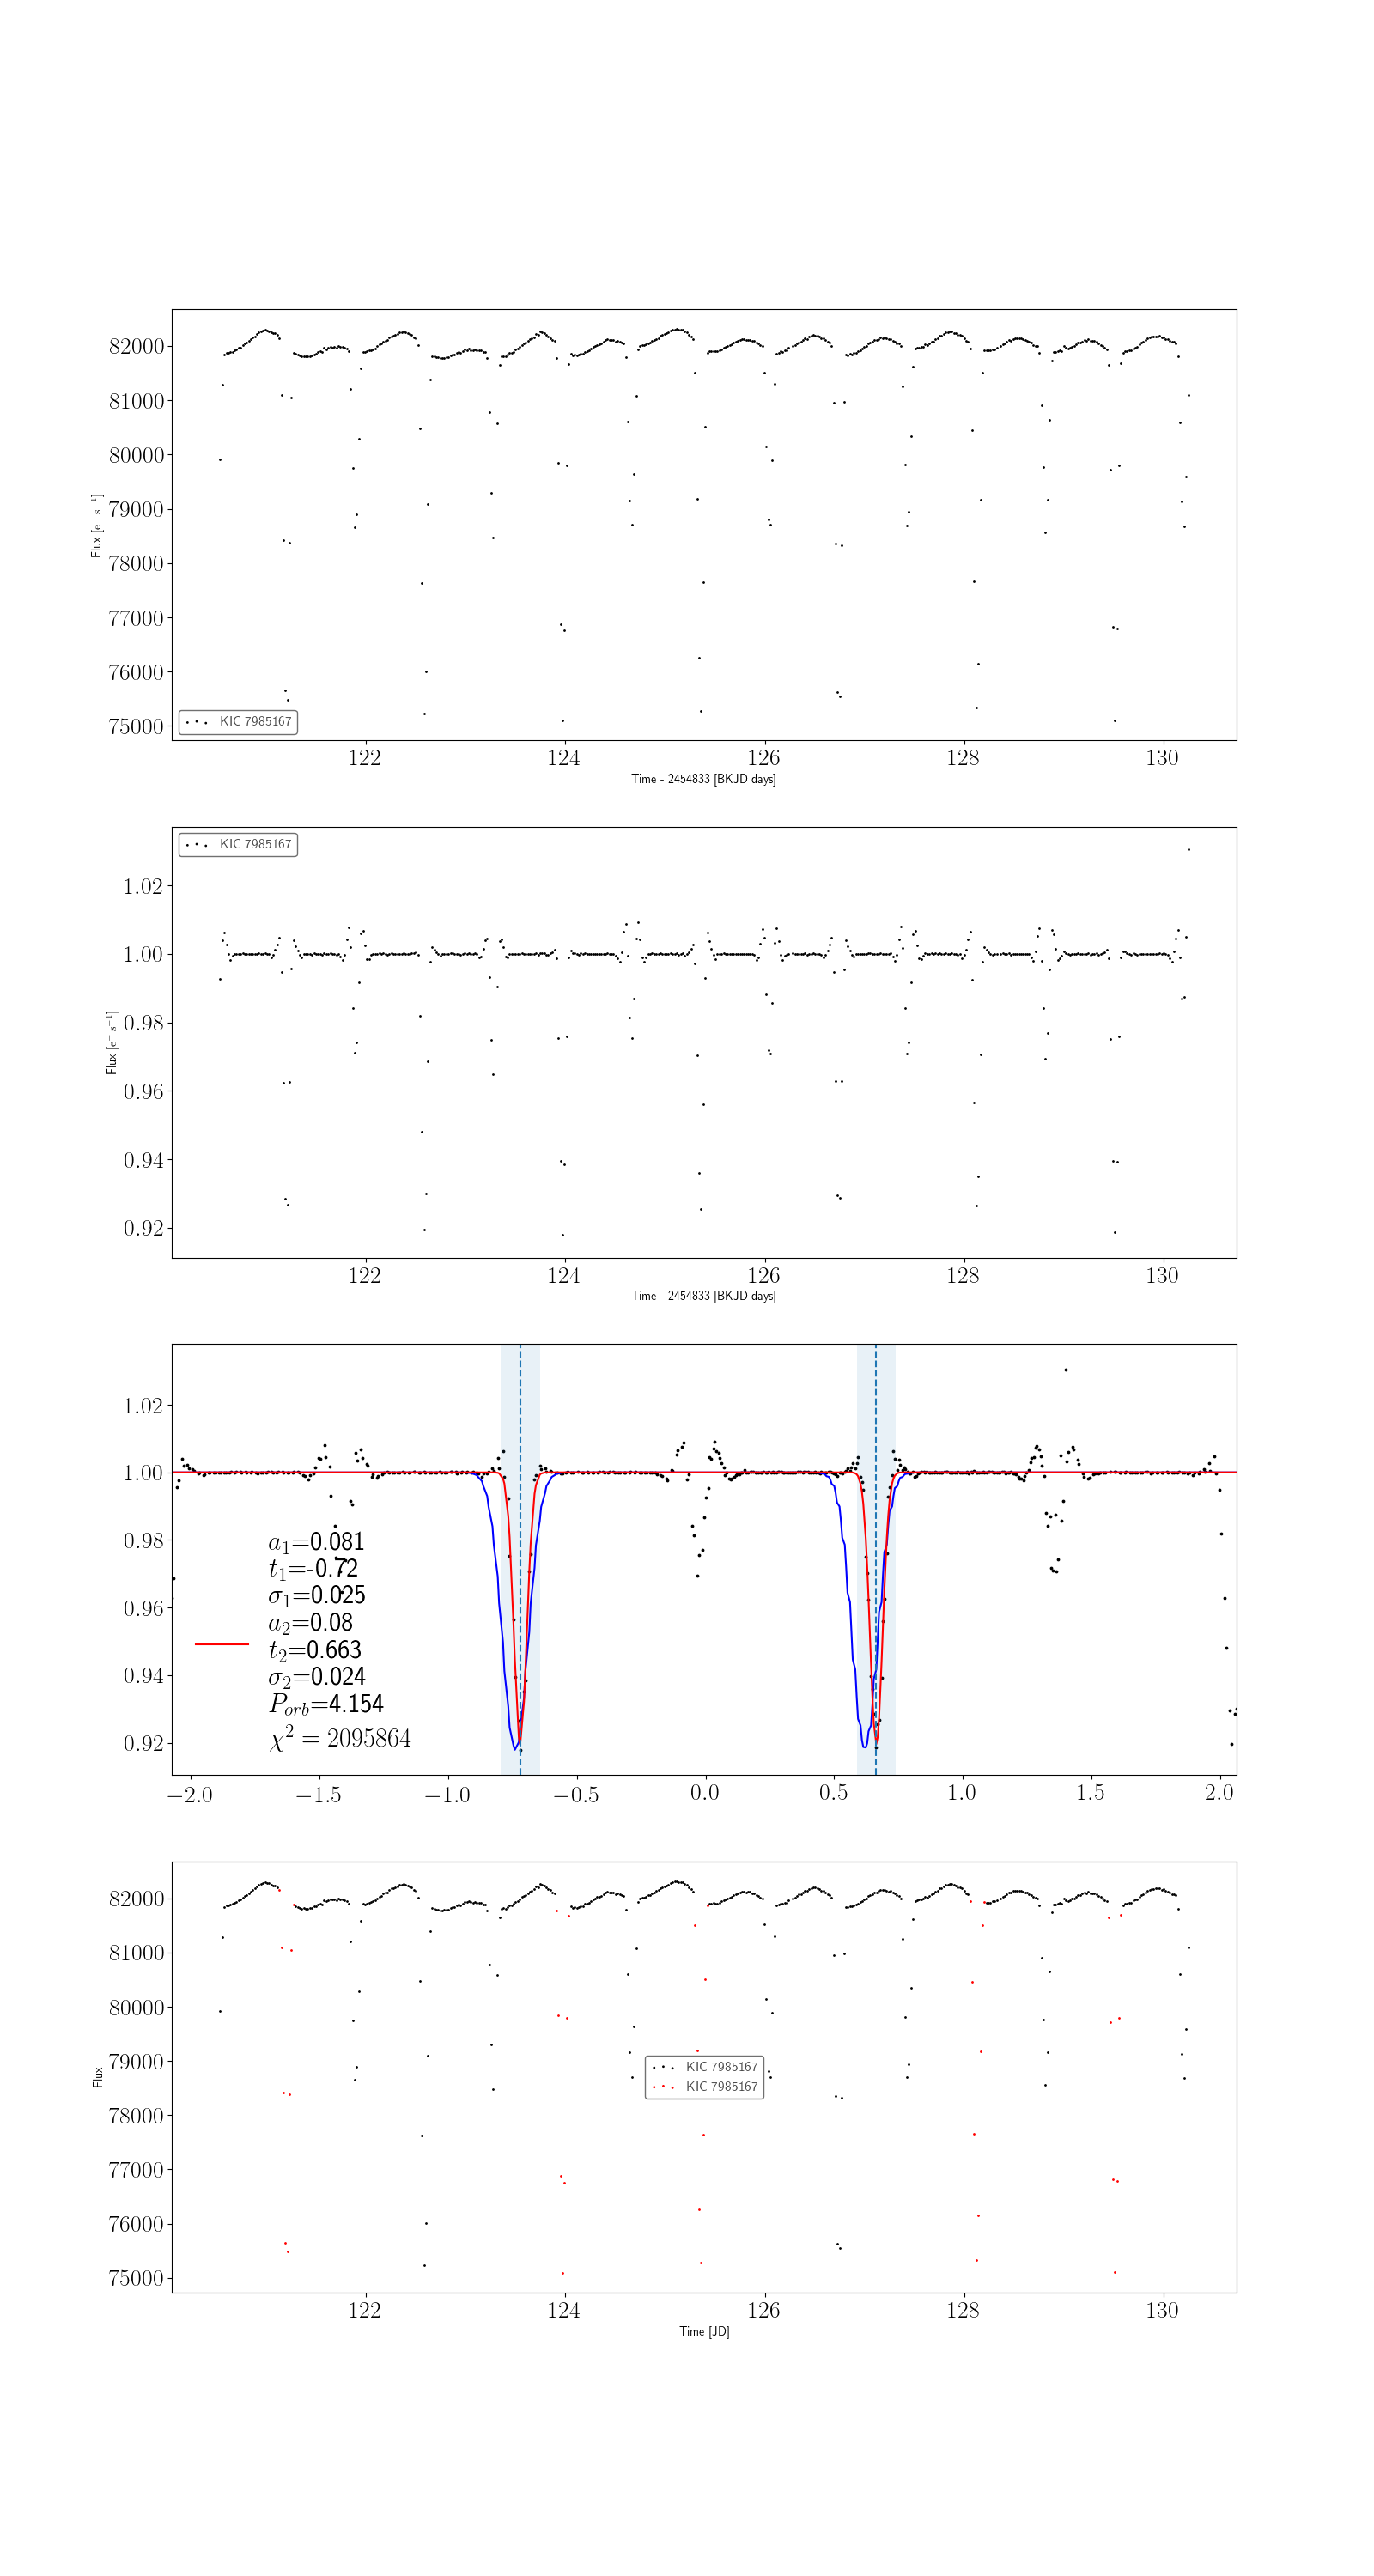 82000
81000
80000
79000
78000
77000
76000
75000
Flux [e⁻ s⁻¹]
KIC 7985167
122 124 126 128 130
Time - 2454833 [BKJD days]
KIC 7985167
1.02
1.00
0.98
0.96
0.94
0.92
Flux [e⁻ s⁻¹]
122 124 126 128 130
Time - 2454833 [BKJD days]
1.02
1.00
0.98
0.96
0.94
0.92
a₁=0.081
t₁=-0.72
σ₁=0.025
a₂=0.08
t₂=0.663
σ₂=0.024
P_orb=4.154
χ² = 2095864
−2.0 −1.5 −1.0 −0.5 0.0 0.5 1.0 1.5 2.0
82000
81000
80000
79000
78000
77000
76000
75000
Flux
KIC 7985167
KIC 7985167
122 124 126 128 130
Time [JD]